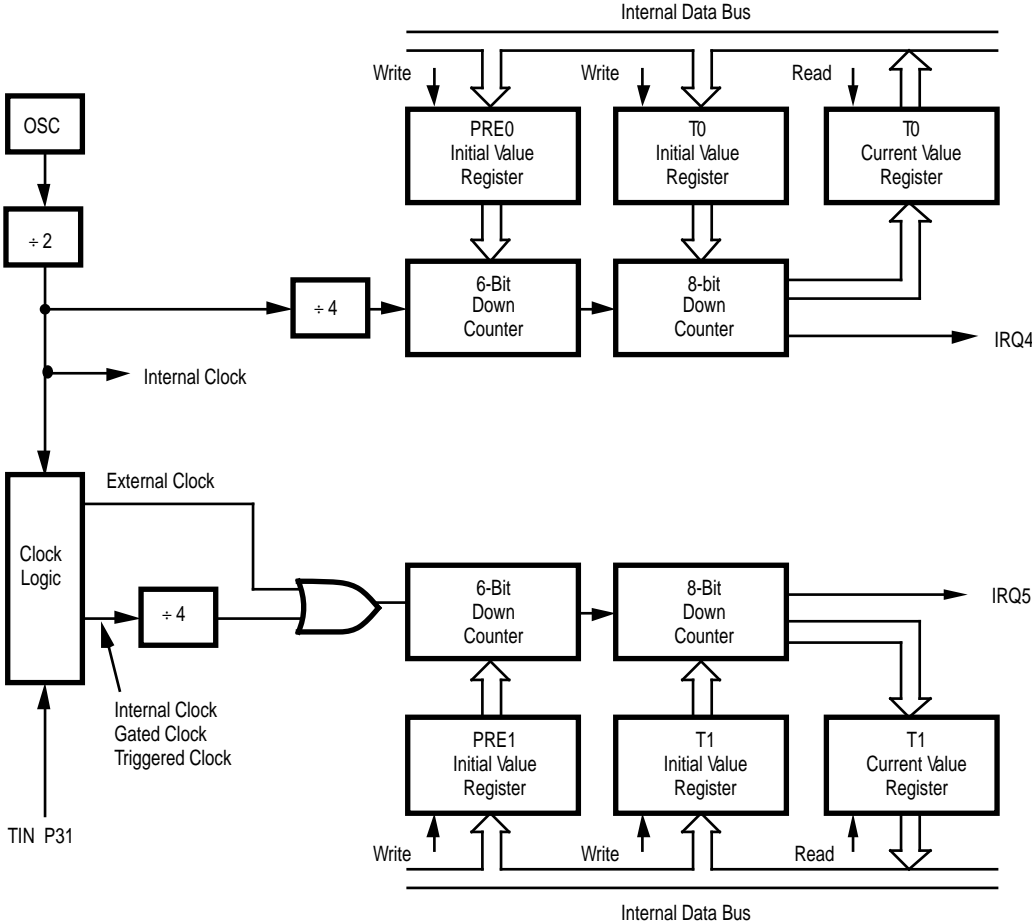 Internal Data Bus
Write
Write
Read
OSC
PRE0
Initial Value
Register
T0
Initial Value
Register
T0
Current Value
Register
÷ 2
÷ 4
6-Bit
Down
Counter
8-bit
Down
Counter
IRQ4
Internal Clock
External Clock
Clock
Logic
÷ 4
6-Bit
Down
Counter
8-Bit
Down
Counter
IRQ5
Internal Clock
Gated Clock
Triggered Clock
PRE1
Initial Value
Register
T1
Initial Value
Register
T1
Current Value
Register
TIN P31
Write
Write
Read
Internal Data Bus